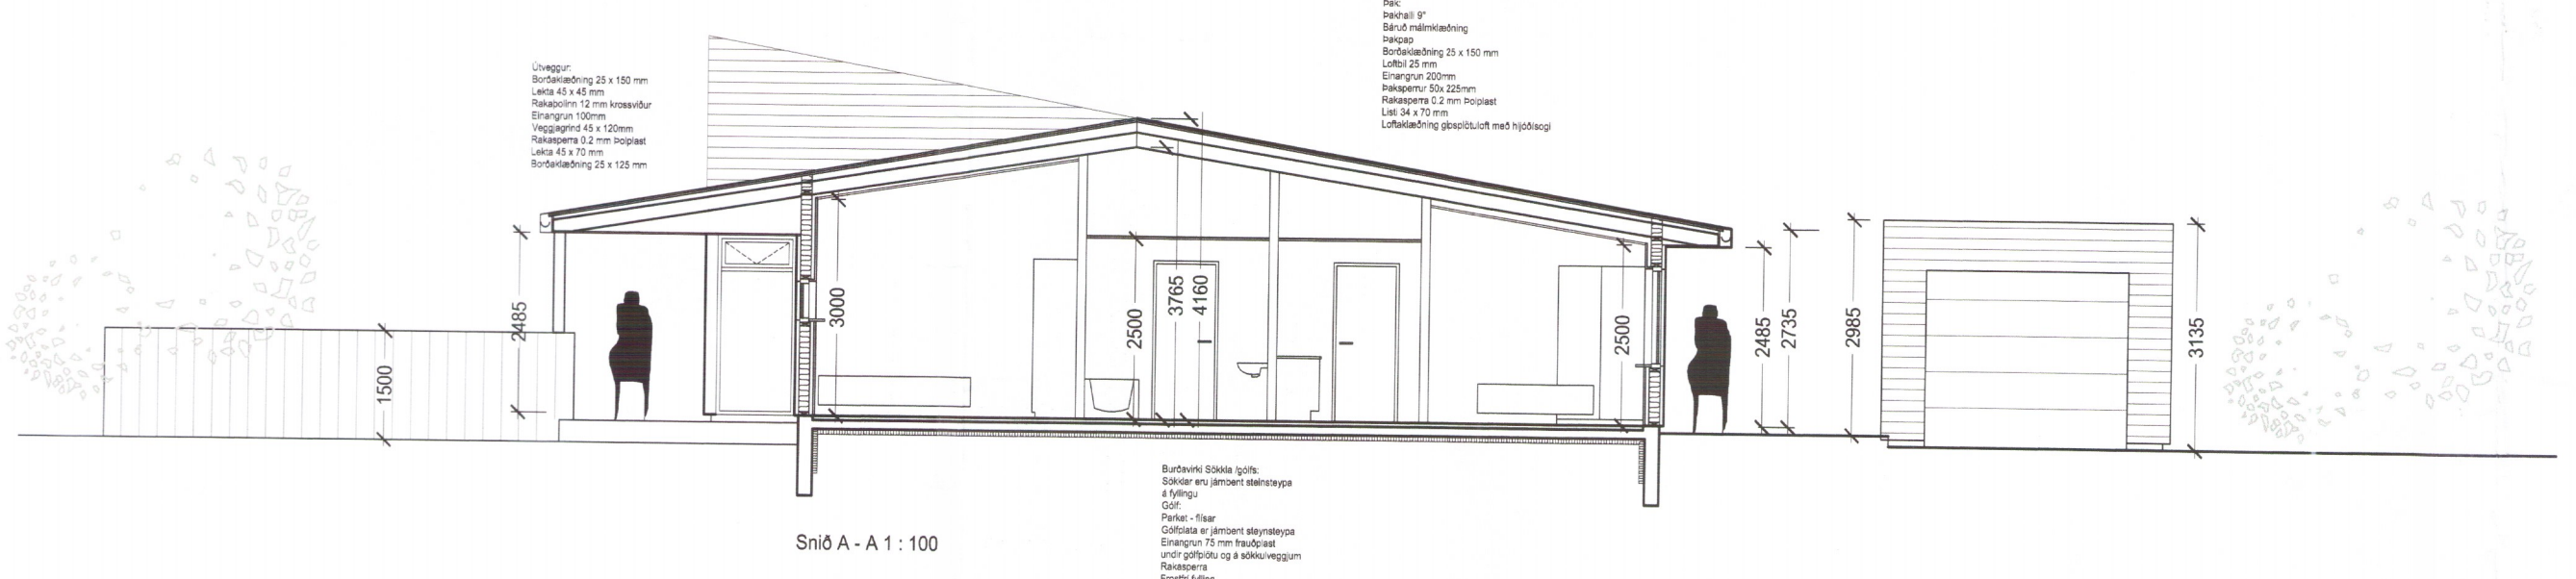 Þak:
Þakhalli 9°
Báruð málmklæðning
Þakpap
Borðaklæðning 25 x 150 mm
Loftbil 25 mm
Einangrun 200mm
Þaksperrur 50x 225mm
Rakasperra 0.2 mm Þolplast
Listi 34 x 70 mm
Loftaklæðning gipsplötuloft með hljóðísogi
Útveggur:
Borðaklæðning 25 x 150 mm
Lekta 45 x 45 mm
Rakaþolinn 12 mm krossviður
Einangrun 100mm
Veggjagrind 45 x 120mm
Rakasperra 0.2 mm Þolplast
Lekta 45 x 70 mm
Borðaklæðning 25 x 125 mm
1500
2485
3000
2500
3765
4160
2500
2485
2735
2985
3135
Burðavirki Sökkla /gólfs:
Sökklar eru járnbent steinsteypa
á fyllingu
Gólf:
Parket - flísar
Gólfplata er járnbent steynsteypa
Einangrun 75 mm frauðplast
undir gólfplötu og á sökkulveggjum
Rakasperra
Frostfrí fylling
Snið A - A 1 : 100